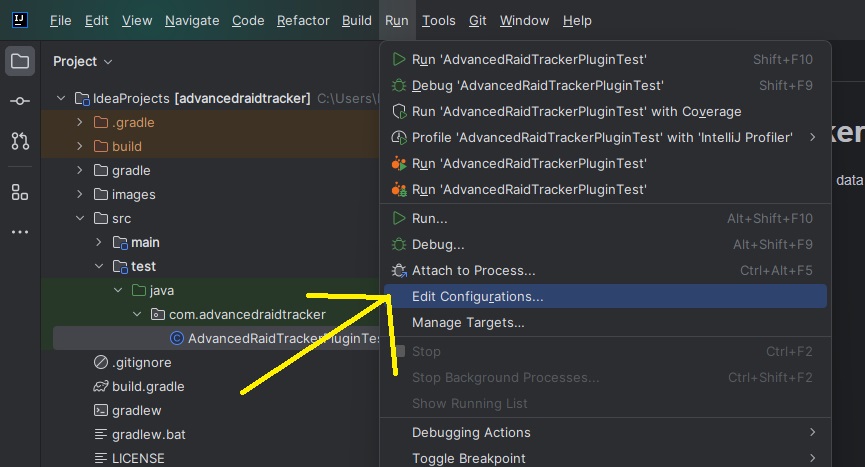 IJ File Edit View Navigate Code Refactor Build Run Tools Git Window Help
Project
IdeaProjects [advancedraidtracker] C:\Users\
.gradle
build
gradle
images
src
main
test
java
com.advancedraidtracker
AdvancedRaidTrackerPluginTes
.gitignore
build.gradle
gradlew
gradlew.bat
LICENSE
Run 'AdvancedRaidTrackerPluginTest' Shift+F10
Debug 'AdvancedRaidTrackerPluginTest' Shift+F9
Run 'AdvancedRaidTrackerPluginTest' with Coverage
Profile 'AdvancedRaidTrackerPluginTest' with 'IntelliJ Profiler'
Run 'AdvancedRaidTrackerPluginTest'
Run 'AdvancedRaidTrackerPluginTest'
Run... Alt+Shift+F10
Debug... Alt+Shift+F9
Attach to Process... Ctrl+Alt+F5
Edit Configurations...
Manage Targets...
Stop Ctrl+F2
Stop Background Processes... Ctrl+Shift+F2
Show Running List
Debugging Actions
Toggle Breakpoint
ker
data